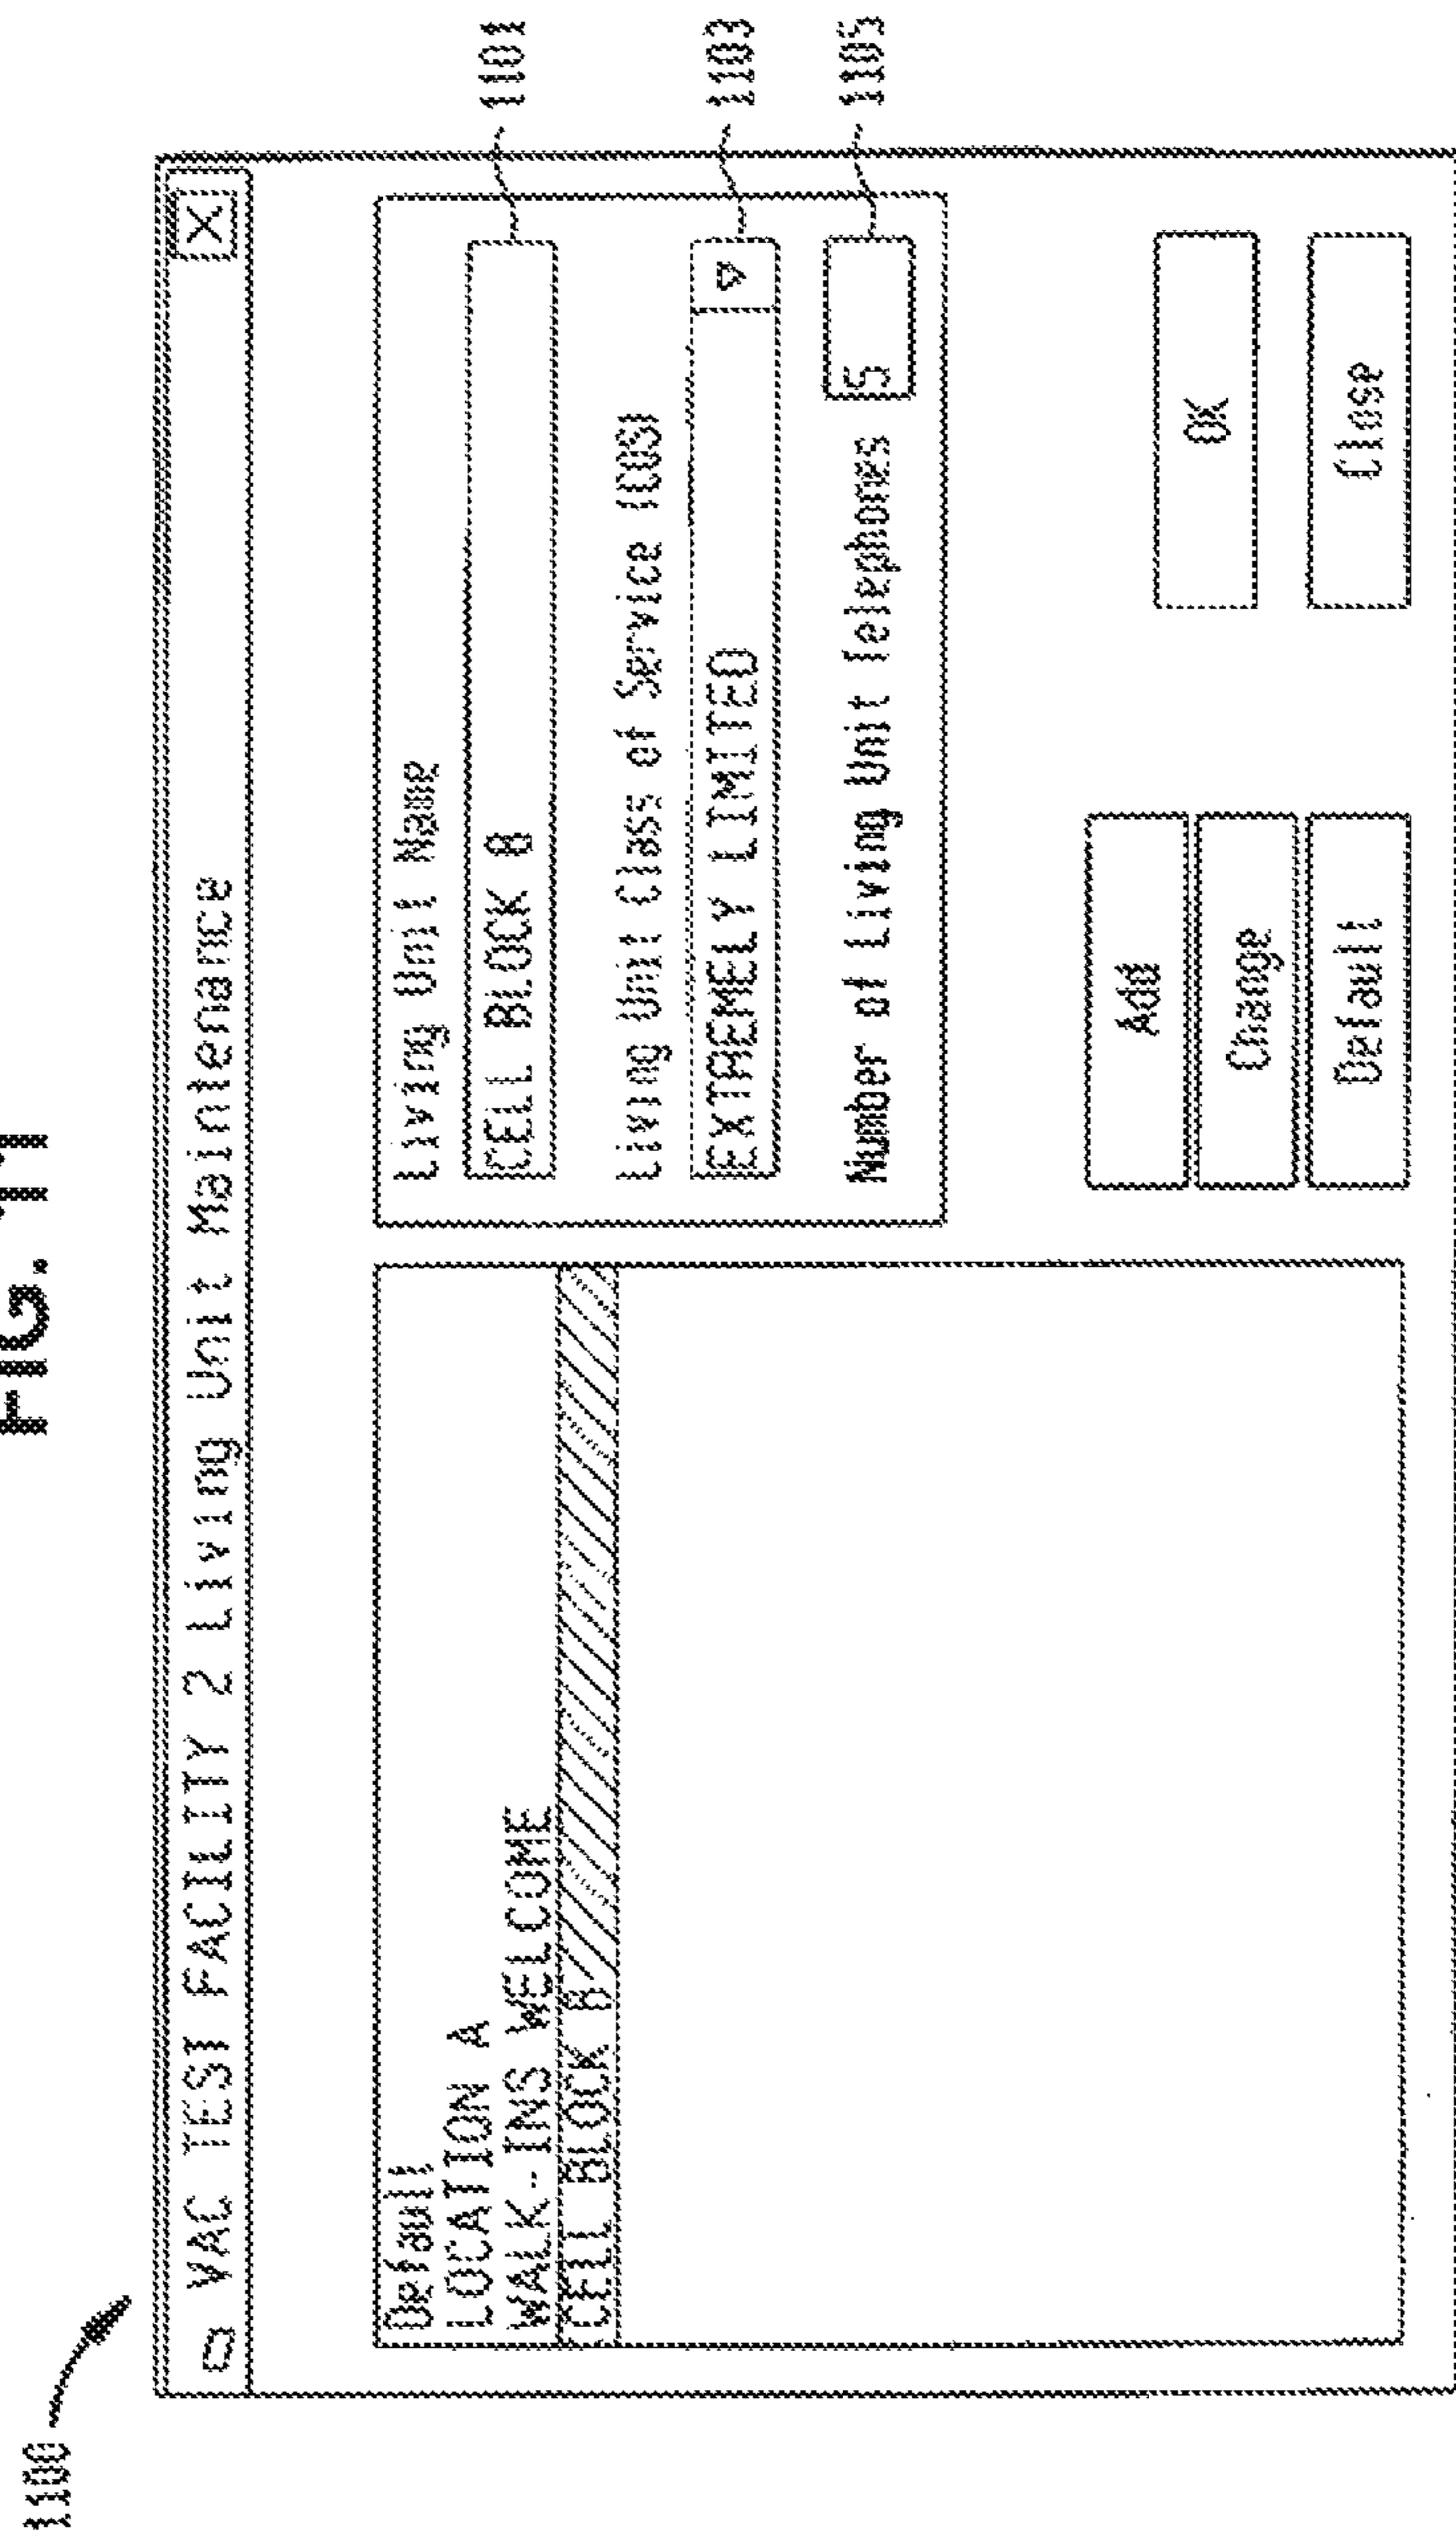 FIG. 11
1100
VAC TEST FACILITY 2 Living Unit Maintenance X
Default
LOCATION A
WALK-INS WELCOME
CELL BLOCK B
Living Unit Name
CELL BLOCK B
1101
Living Unit Class of Service (COS)
EXTREMELY LIMITED
1103
Number of Living Unit Telephones 5
1105
Add
Change
Default
OK
Close